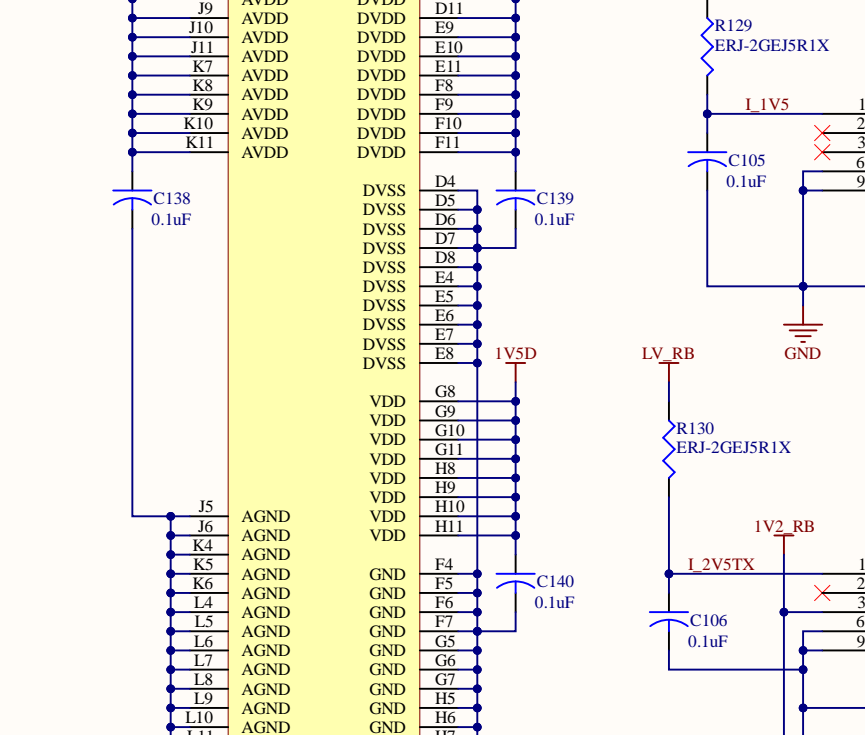 AVDD DVDD
J9 AVDD DVDD D11
J10 AVDD DVDD E9
J11 AVDD DVDD E10
K7 AVDD DVDD E11
K8 AVDD DVDD F8
K9 AVDD DVDD F9
K10 AVDD DVDD F10
K11 AVDD DVDD F11
C138
0.1uF
DVSS D4
DVSS D5
DVSS D6
DVSS D7
DVSS D8
DVSS E4
DVSS E5
DVSS E6
DVSS E7
DVSS E8
C139
0.1uF
1V5D
VDD G8
VDD G9
VDD G10
VDD G11
VDD H8
VDD H9
VDD H10
VDD H11
J5 AGND
J6 AGND
K4 AGND
K5 AGND GND F4
K6 AGND GND F5
L4 AGND GND F6
L5 AGND GND F7
L6 AGND GND G5
L7 AGND GND G6
L8 AGND GND G7
L9 AGND GND H5
L10 AGND GND H6
L11 H7
C140
0.1uF
R129
ERJ-2GEJ5R1X
I_1V5
1
2
3
6
9
C105
0.1uF
GND
LV_RB
R130
ERJ-2GEJ5R1X
1V2_RB
I_2V5TX
1
2
3
6
9
C106
0.1uF